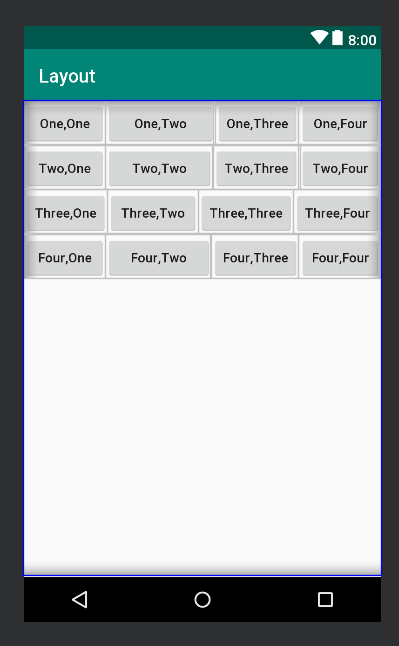 8:00
Layout
One,One One,Two One,Three One,Four
Two,One Two,Two Two,Three Two,Four
Three,One Three,Two Three,Three Three,Four
Four,One Four,Two Four,Three Four,Four